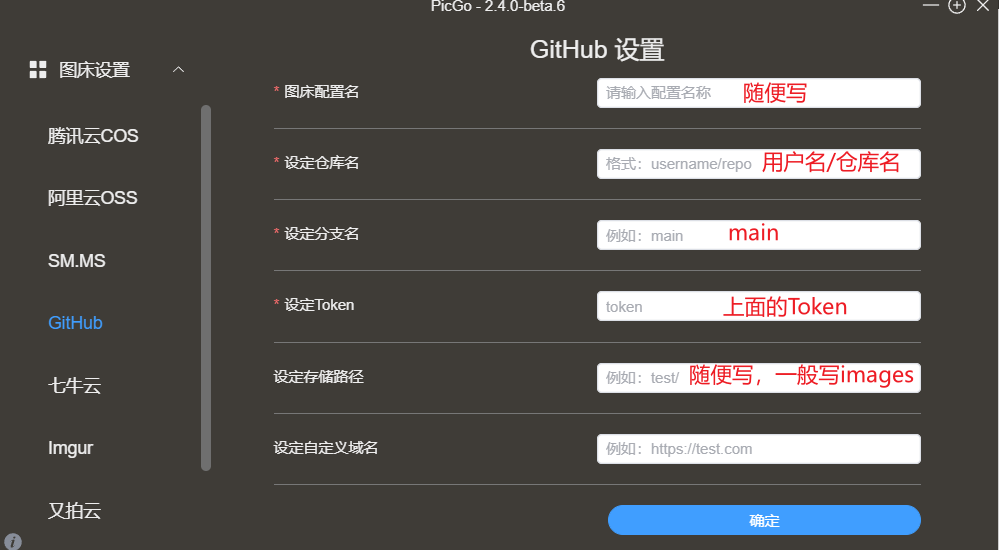 PicGo - 2.4.0-beta.6
图床设置
腾讯云COS
阿里云OSS
SM.MS
GitHub
七牛云
Imgur
又拍云
GitHub 设置
* 图床配置名 请输入配置名称 随便写
* 设定仓库名 格式：username/repo 用户名/仓库名
* 设定分支名 例如：main main
* 设定Token token 上面的Token
设定存储路径 例如：test/ 随便写，一般写images
设定自定义域名 例如：https://test.com
确定